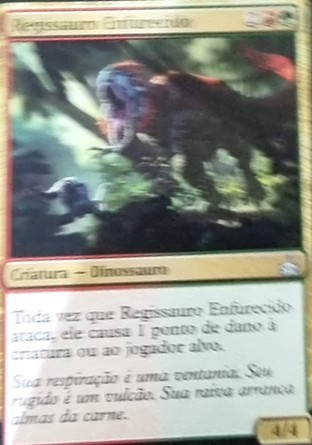 Regissauro Enfurecido
Criatura — Dinossauro
Toda vez que Regissauro Enfurecido
ataca, ele causa 1 ponto de dano à
criatura ou ao jogador alvo.
Sua respiração é uma ventania. Seu
rugido é um vulcão. Sua raiva arranca
almas da carne.
4/4